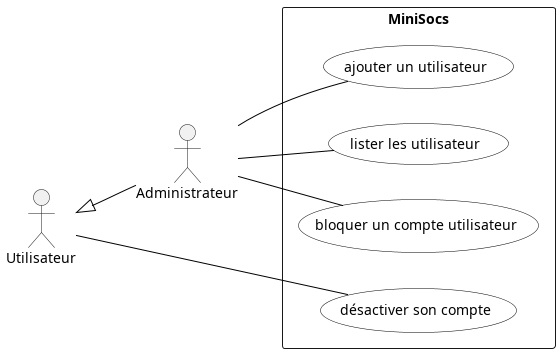 MiniSocs
ajouter un utilisateur
lister les utilisateur
Administrateur
bloquer un compte utilisateur
Utilisateur
désactiver son compte